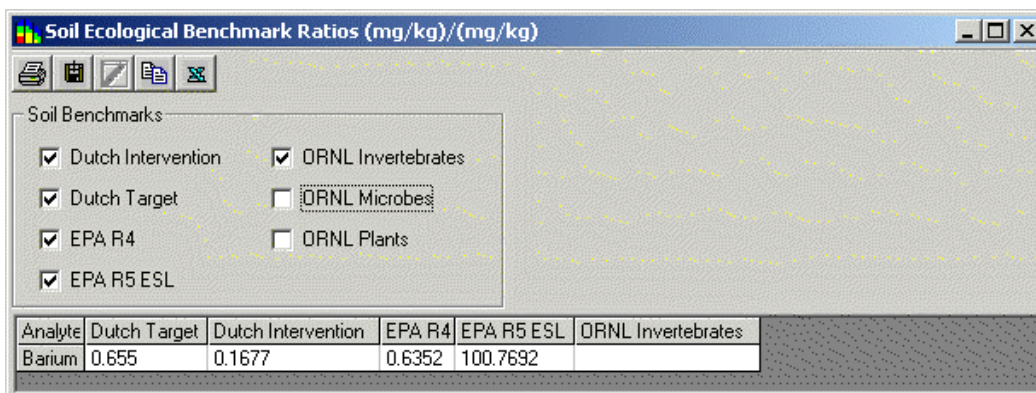 Soil Ecological Benchmark Ratios (mg/kg)/(mg/kg)
Soil Benchmarks
Dutch Intervention ORNL Invertebrates
Dutch Target ORNL Microbes
EPA R4 ORNL Plants
EPA R5 ESL
Analyte Dutch Target Dutch Intervention EPA R4 EPA R5 ESL ORNL Invertebrates
Barium 0.655 0.1677 0.6352 100.7692